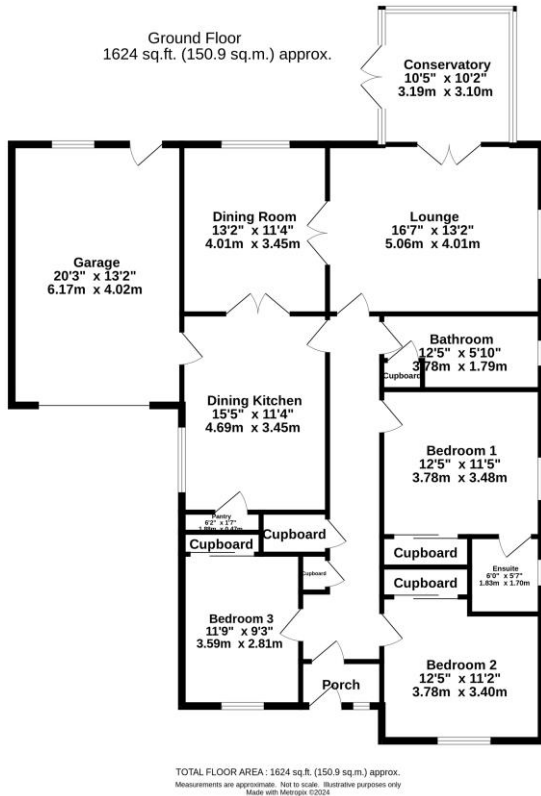 Ground Floor
1624 sq.ft. (150.9 sq.m.) approx.
Conservatory
10'5" x 10'2"
3.19m x 3.10m
Dining Room
13'2" x 11'4"
4.01m x 3.45m
Lounge
16'7" x 13'2"
5.06m x 4.01m
Garage
20'3" x 13'2"
6.17m x 4.02m
Bathroom
12'5" x 5'10"
3.78m x 1.79m
Cupboard
Dining Kitchen
15'5" x 11'4"
4.69m x 3.45m
Bedroom 1
12'5" x 11'5"
3.78m x 3.48m
Pantry
6'2" x 1'7"
1.88m x 0.47m
Cupboard
Cupboard
Cupboard
Cupboard
Ensuite
6'0" x 5'7"
1.83m x 1.70m
Cupboard
Bedroom 3
11'9" x 9'3"
3.59m x 2.81m
Bedroom 2
12'5" x 11'2"
3.78m x 3.40m
Porch
TOTAL FLOOR AREA : 1624 sq.ft. (150.9 sq.m.) approx.
Measurements are approximate. Not to scale. Illustrative purposes only
Made with Metropix ©2024